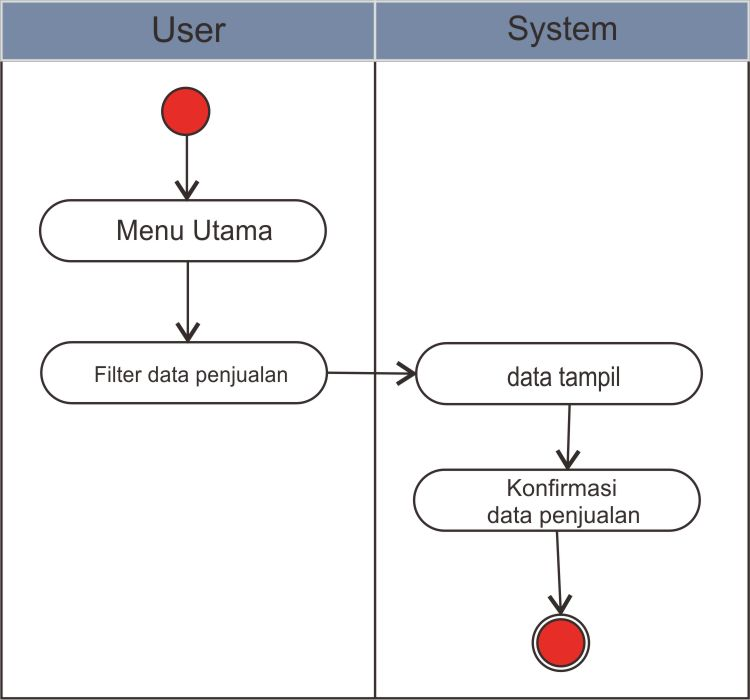 User
System
Menu Utama
Filter data penjualan
data tampil
Konfirmasi
data penjualan